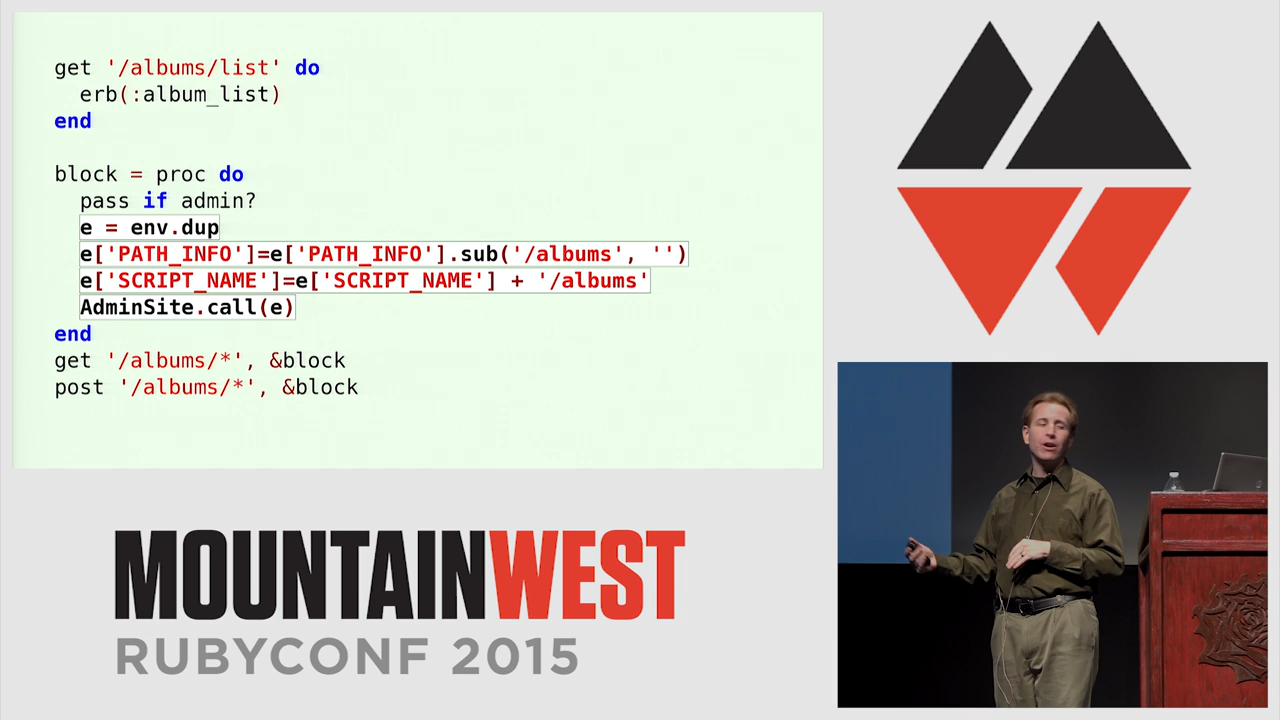 get '/albums/list' do
  erb(:album_list)
end

block = proc do
  pass if admin?
  e = env.dup
  e['PATH_INFO']=e['PATH_INFO'].sub('/albums', '')
  e['SCRIPT_NAME']=e['SCRIPT_NAME'] + '/albums'
  AdminSite.call(e)
end
get '/albums/*', &block
post '/albums/*', &block
MOUNTAINWEST
RUBYCONF 2015